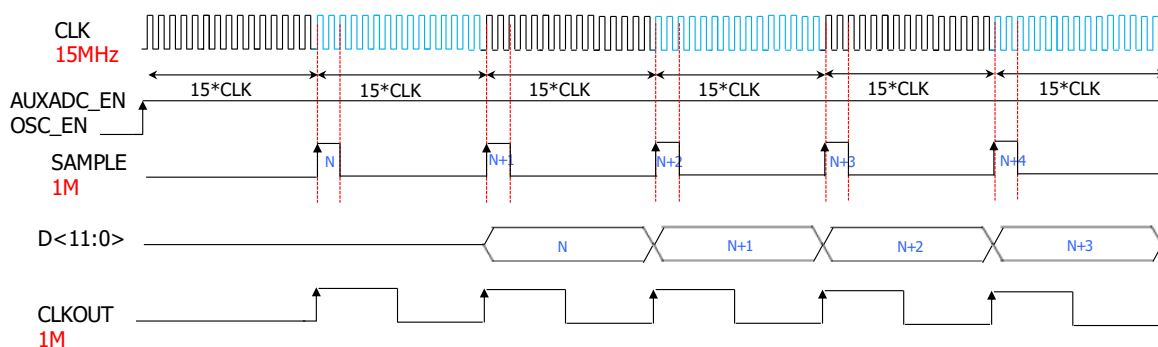 CLK
15MHz
15*CLK 15*CLK 15*CLK 15*CLK 15*CLK 15*CLK
AUXADC_EN
OSC_EN
SAMPLE
1M
N N+1 N+2 N+3 N+4
D<11:0>
N N+1 N+2 N+3
CLKOUT
1M